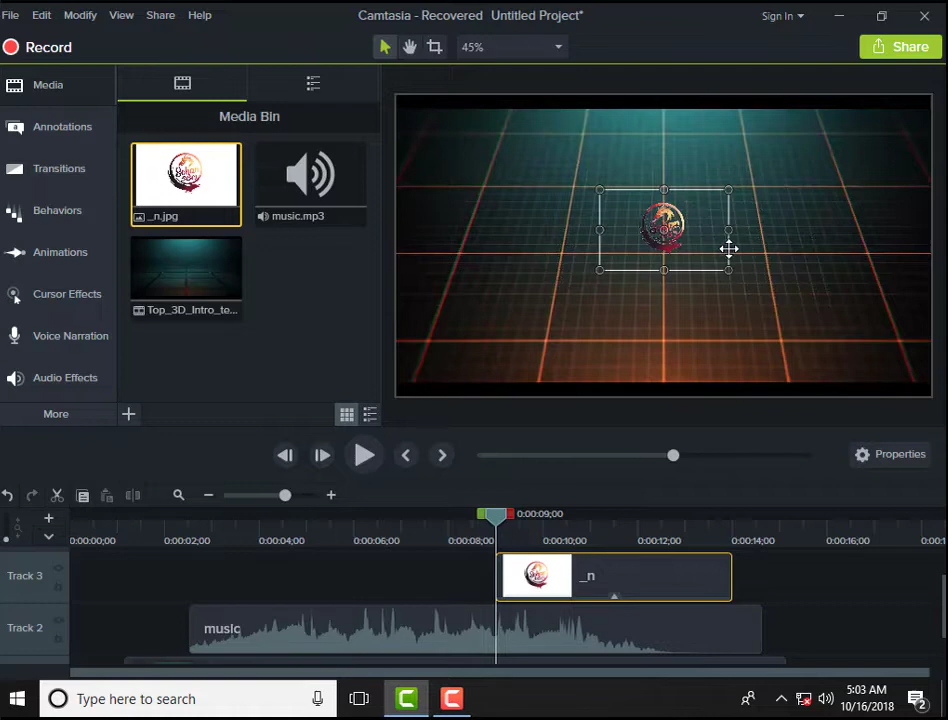 File Edit Modify View Share Help Camtasia - Recovered Untitled Project* Sign In
Record 45% Share
Media
Annotations
Transitions
Behaviors
Animations
Cursor Effects
Voice Narration
Audio Effects
More
Media Bin
_n.jpg
music.mp3
Top_3D_Intro_te...
Properties
0:00:09;00
0:00:00;00 0:00:02;00 0:00:04;00 0:00:06;00 0:00:08;00 0:00:10;00 0:00:12;00 0:00:14;00 0:00:16;00
Track 3
_n
Track 2
music
Type here to search
5:03 AM
10/16/2018
2